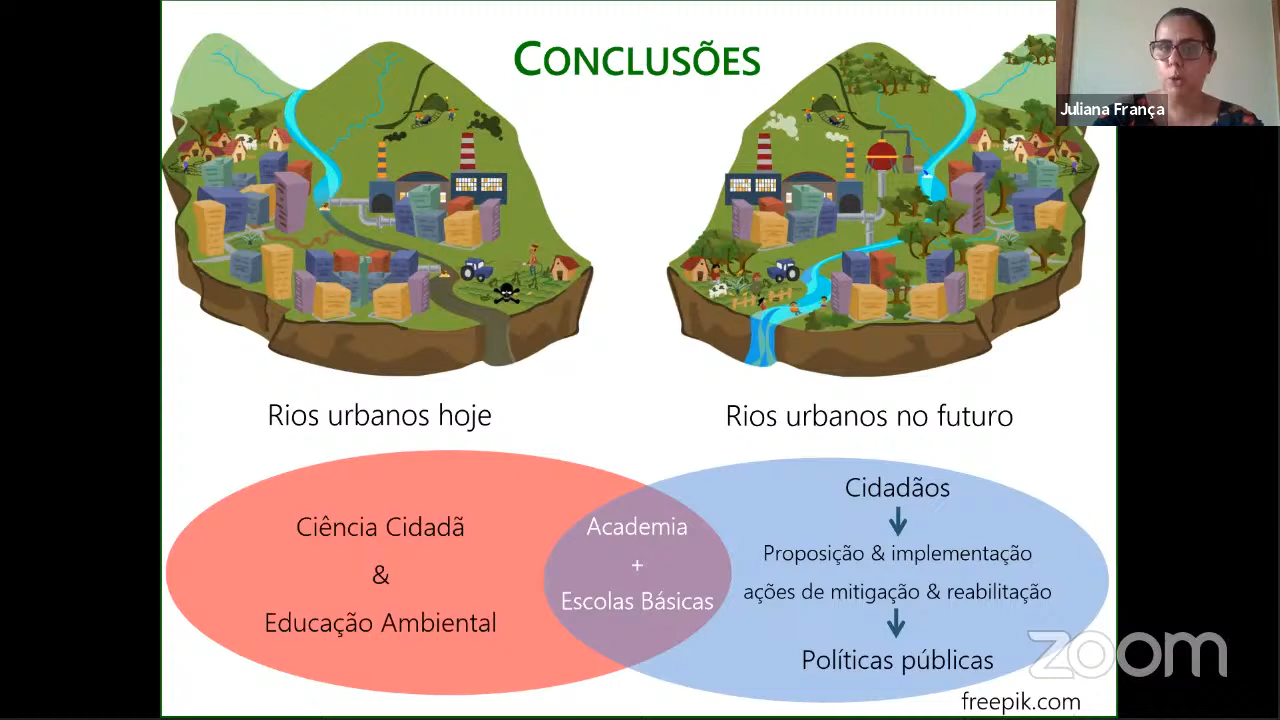 CONCLUSÕES
Juliana França
Rios urbanos hoje
Rios urbanos no futuro
Ciência Cidadã
&
Educação Ambiental
Academia
+
Escolas Básicas
Cidadãos
Proposição & implementação
ações de mitigação & reabilitação
Políticas públicas
zoom
freepik.com